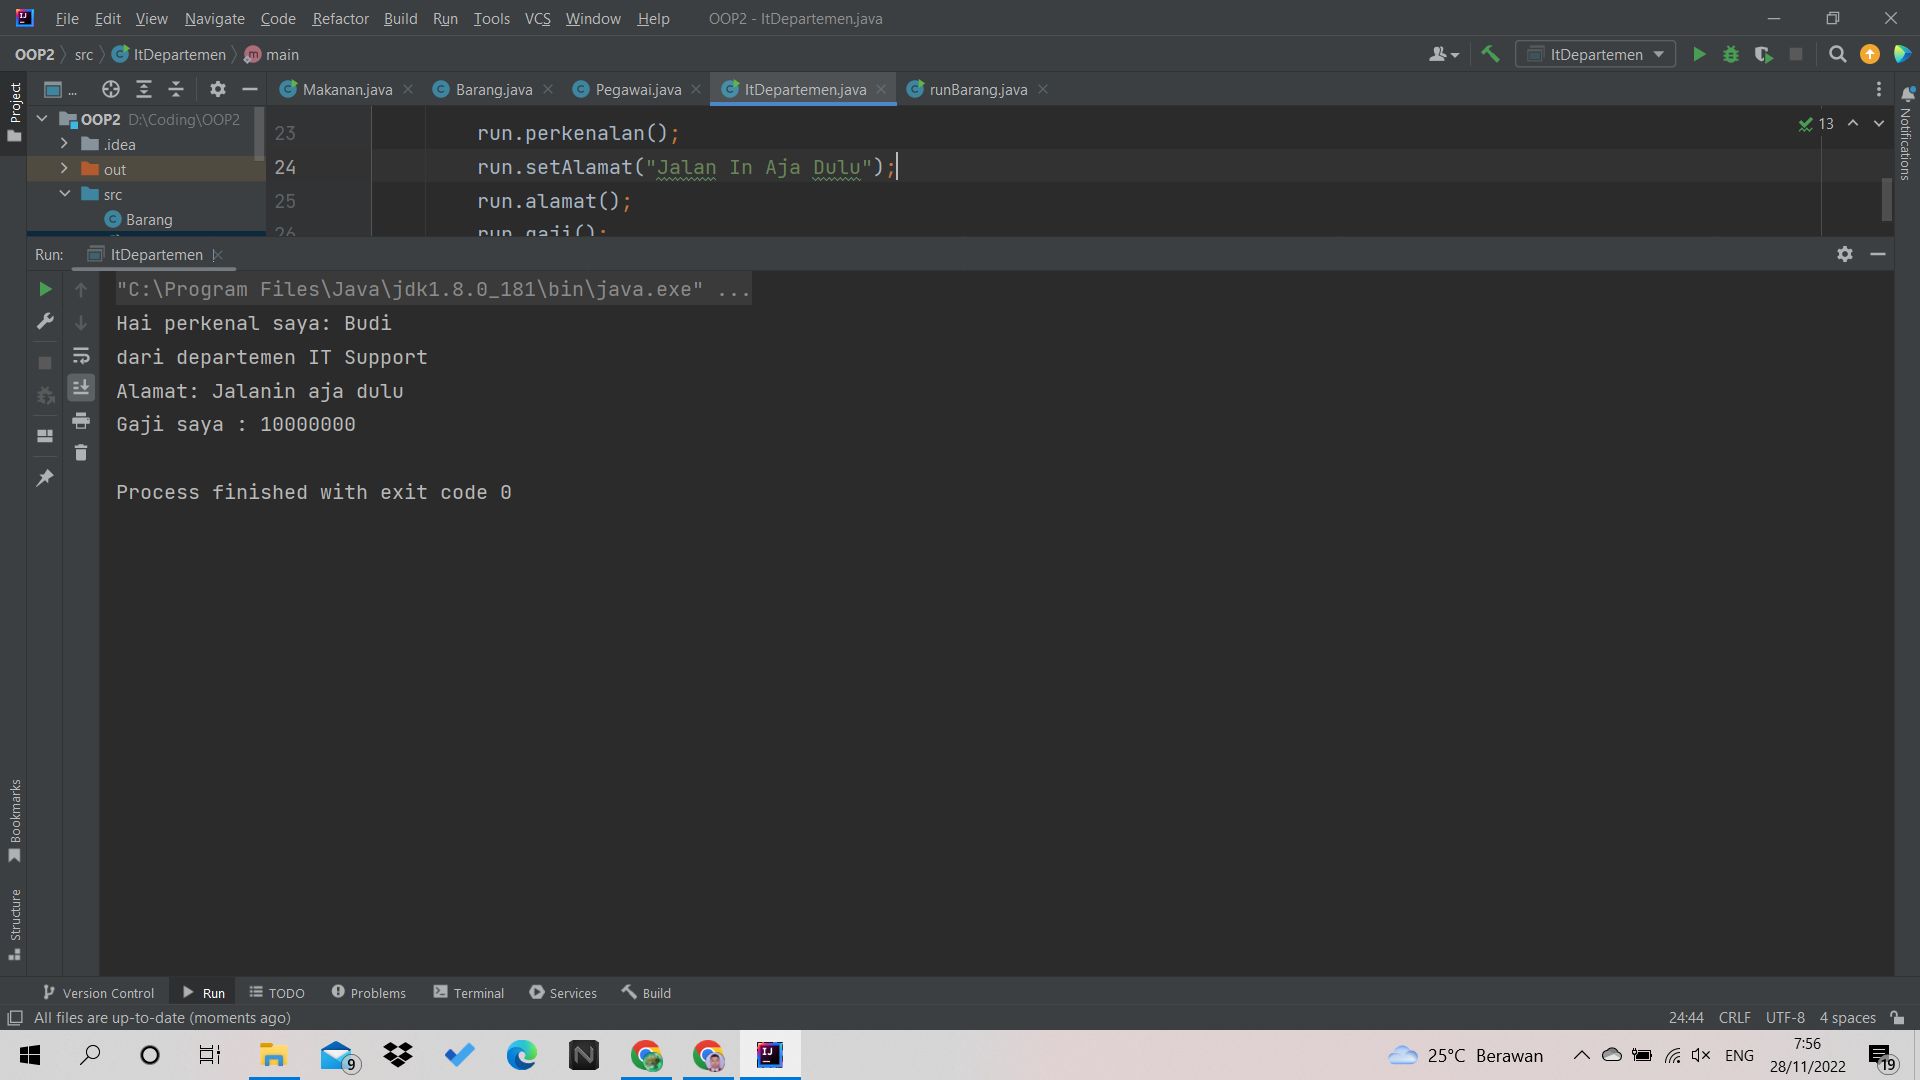 File Edit View Navigate Code Refactor Build Run Tools VCS Window Help OOP2 - ItDepartemen.java
OOP2 src ItDepartemen main ItDepartemen
Project
... Makanan.java Barang.java Pegawai.java ItDepartemen.java runBarang.java
OOP2 D:\Coding\OOP2
.idea
out
src
Barang
23 run.perkenalan();
24 run.setAlamat("Jalan In Aja Dulu");
25 run.alamat();
26 run.gaji();
13
Notifications
Run: ItDepartemen
"C:\Program Files\Java\jdk1.8.0_181\bin\java.exe" ...
Hai perkenal saya: Budi
dari departemen IT Support
Alamat: Jalanin aja dulu
Gaji saya : 10000000
Process finished with exit code 0
Bookmarks
Structure
Version Control Run TODO Problems Terminal Services Build
All files are up-to-date (moments ago) 24:44 CRLF UTF-8 4 spaces
9 25°C Berawan ENG 7:56
28/11/2022 19